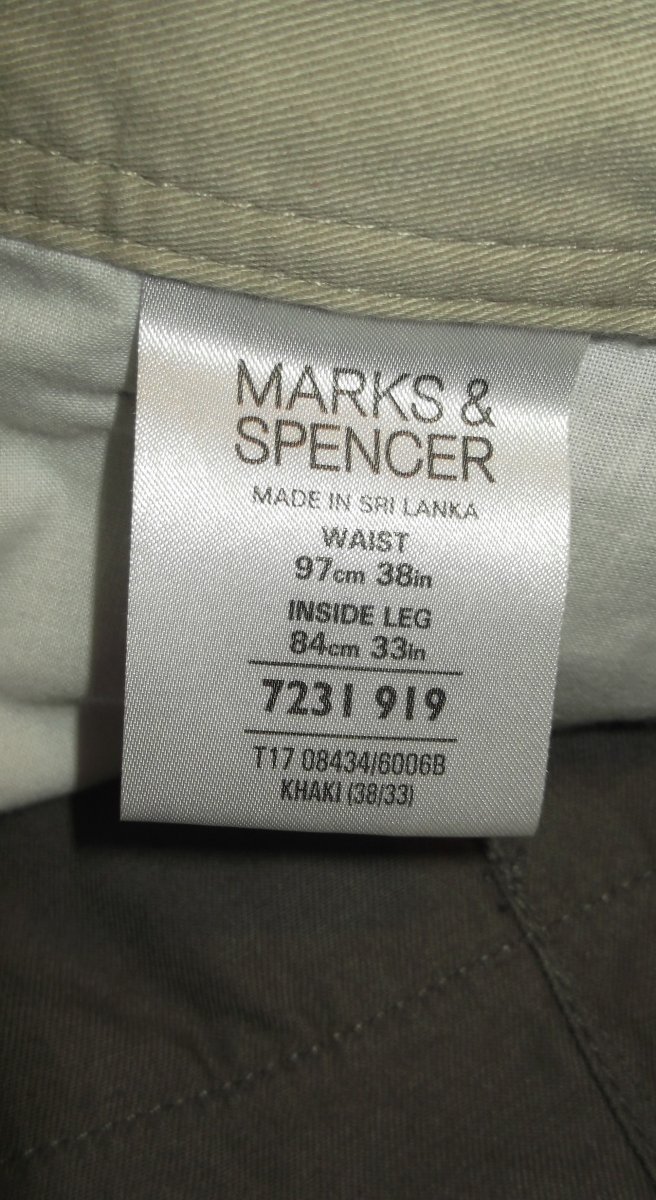 MARKS &
SPENCER
MADE IN SRI LANKA
WAIST
97cm 38in
INSIDE LEG
84cm 33in
7231 919
T17 08434/6006B
KHAKI (38/33)